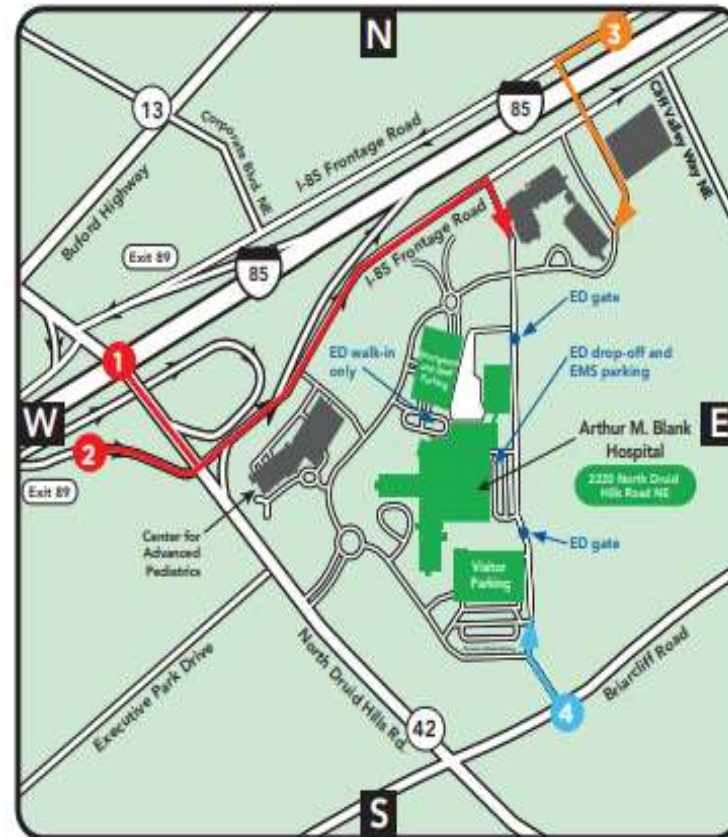 N
3
13
Corporate Blvd. NE
I-85 Frontage Road
85
Cliff Valley Way NE
Buford Highway
Exit 89
85
I-85 Frontage Road
ED gate
1
ED walk-in
only
Parking
ED drop-off and
EMS parking
W
E
2
Arthur M. Blank
Hospital
2220 North Druid
Hills Road NE
Exit 89
Center for
Advanced
Pediatrics
ED gate
Visitor
Parking
Executive Park Drive
North Druid Hills Rd.
Briarcliff Road
4
42
S